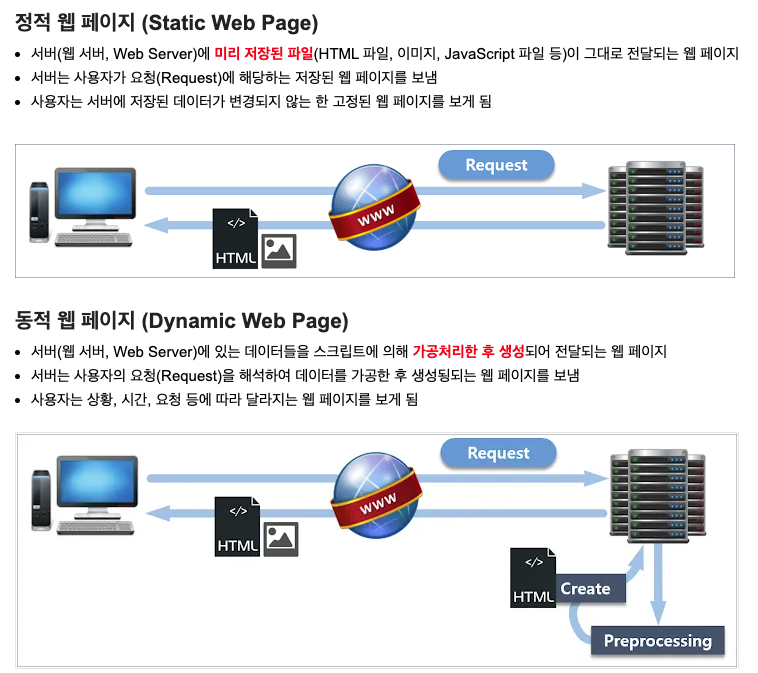 정적 웹 페이지 (Static Web Page)
서버(웹 서버, Web Server)에 미리 저장된 파일(HTML 파일, 이미지, JavaScript 파일 등)이 그대로 전달되는 웹 페이지
서버는 사용자가 요청(Request)에 해당하는 저장된 웹 페이지를 보냄
사용자는 서버에 저장된 데이터가 변경되지 않는 한 고정된 웹 페이지를 보게 됨
Request
www
</>
HTML
동적 웹 페이지 (Dynamic Web Page)
서버(웹 서버, Web Server)에 있는 데이터들을 스크립트에 의해 가공처리한 후 생성되어 전달되는 웹 페이지
서버는 사용자의 요청(Request)을 해석하여 데이터를 가공한 후 생성됭되는 웹 페이지를 보냄
사용자는 상황, 시간, 요청 등에 따라 달라지는 웹 페이지를 보게 됨
Request
www
</>
HTML
</>
HTML
Create
Preprocessing